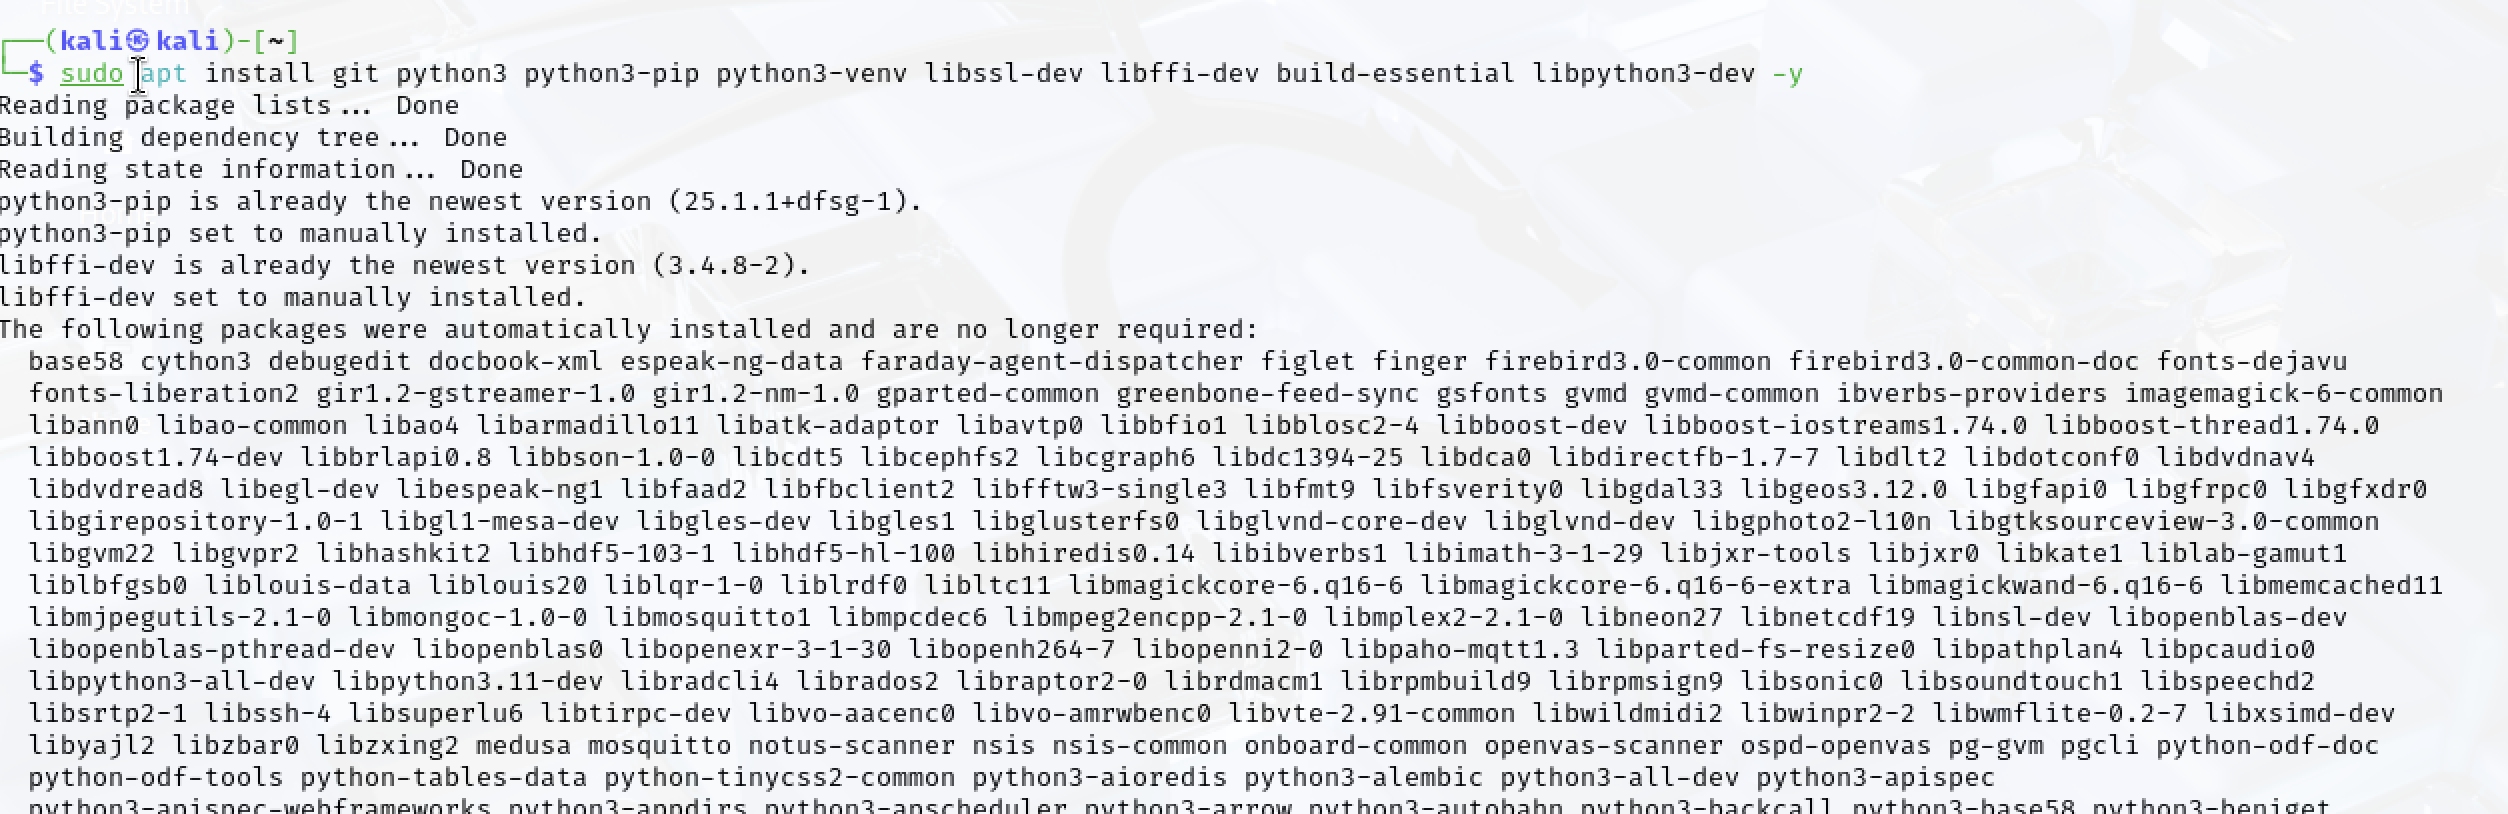 File System
┌──(kali㉿kali)-[~]
└─$ sudo apt install git python3 python3-pip python3-venv libssl-dev libffi-dev build-essential libpython3-dev -y
Reading package lists... Done
Building dependency tree... Done
Reading state information... Done
python3-pip is already the newest version (25.1.1+dfsg-1).
python3-pip set to manually installed.
libffi-dev is already the newest version (3.4.8-2).
libffi-dev set to manually installed.
The following packages were automatically installed and are no longer required:
base58 cython3 debugedit docbook-xml espeak-ng-data faraday-agent-dispatcher figlet finger firebird3.0-common firebird3.0-common-doc fonts-dejavu
fonts-liberation2 gir1.2-gstreamer-1.0 gir1.2-nm-1.0 gparted-common greenbone-feed-sync gsfonts gvmd gvmd-common ibverbs-providers imagemagick-6-common
libann0 libao-common libao4 libarmadillo11 libatk-adaptor libavtp0 libbfio1 libblosc2-4 libboost-dev libboost-iostreams1.74.0 libboost-thread1.74.0
libboost1.74-dev libbrlapi0.8 libbson-1.0-0 libcdt5 libcephfs2 libcgraph6 libdc1394-25 libdca0 libdirectfb-1.7-7 libdlt2 libdotconf0 libdvdnav4
libdvdread8 libegl-dev libespeak-ng1 libfaad2 libfbclient2 libfftw3-single3 libfmt9 libfsverity0 libgdal33 libgeos3.12.0 libgfapi0 libgfrpc0 libgfxdr0
libgirepository-1.0-1 libgl1-mesa-dev libgles-dev libgles1 libglusterfs0 libglvnd-core-dev libglvnd-dev libgphoto2-l10n libgtksourceview-3.0-common
libgvm22 libgvpr2 libhashkit2 libhdf5-103-1 libhdf5-hl-100 libhiredis0.14 libibverbs1 libimath-3-1-29 libjxr-tools libjxr0 libkate1 liblab-gamut1
liblbfgsb0 liblouis-data liblouis20 liblqr-1-0 liblrdf0 libltc11 libmagickcore-6.q16-6 libmagickcore-6.q16-6-extra libmagickwand-6.q16-6 libmemcached11
libmjpegutils-2.1-0 libmongoc-1.0-0 libmosquitto1 libmpcdec6 libmpeg2encpp-2.1-0 libmplex2-2.1-0 libneon27 libnetcdf19 libnsl-dev libopenblas-dev
libopenblas-pthread-dev libopenblas0 libopenexr-3-1-30 libopenh264-7 libopenni2-0 libpaho-mqtt1.3 libparted-fs-resize0 libpathplan4 libpcaudio0
libpython3-all-dev libpython3.11-dev libradcli4 librados2 libraptor2-0 librdmacm1 librpmbuild9 librpmsign9 libsonic0 libsoundtouch1 libspeechd2
libsrtp2-1 libssh-4 libsuperlu6 libtirpc-dev libvo-aacenc0 libvo-amrwbenc0 libvte-2.91-common libwildmidi2 libwinpr2-2 libwmflite-0.2-7 libxsimd-dev
libyajl2 libzbar0 libzxing2 medusa mosquitto notus-scanner nsis nsis-common onboard-common openvas-scanner ospd-openvas pg-gvm pgcli python-odf-doc
python-odf-tools python-tables-data python-tinycss2-common python3-aioredis python3-alembic python3-all-dev python3-apispec
python3-apispec-webframeworks python3-appdirs python3-apscheduler python3-arrow python3-autobahn python3-backcall python3-base58 python3-beniget